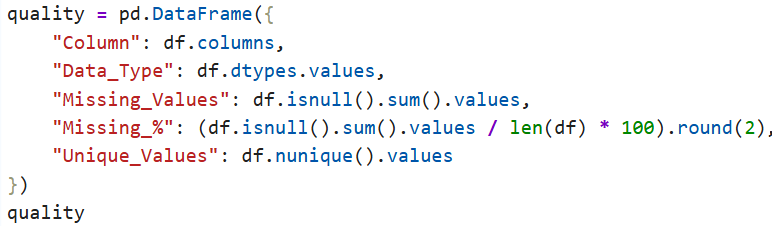 quality = pd.DataFrame({
    "Column": df.columns,
    "Data_Type": df.dtypes.values,
    "Missing_Values": df.isnull().sum().values,
    "Missing_%": (df.isnull().sum().values / len(df) * 100).round(2),
    "Unique_Values": df.nunique().values
})
quality